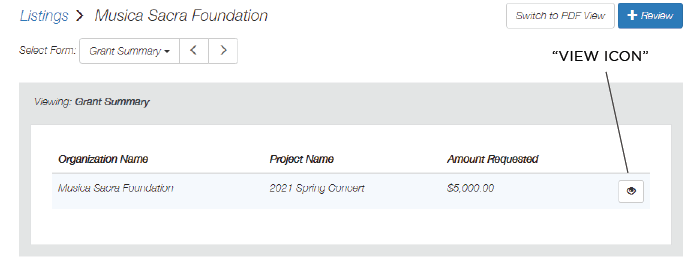 Listings > Musica Sacra Foundation
Switch to PDF View
+ Review
Select Form: Grant Summary < >
"VIEW ICON"
Viewing: Grant Summary
Organization Name Project Name Amount Requested
Musica Sacra Foundation 2021 Spring Concert $5,000.00